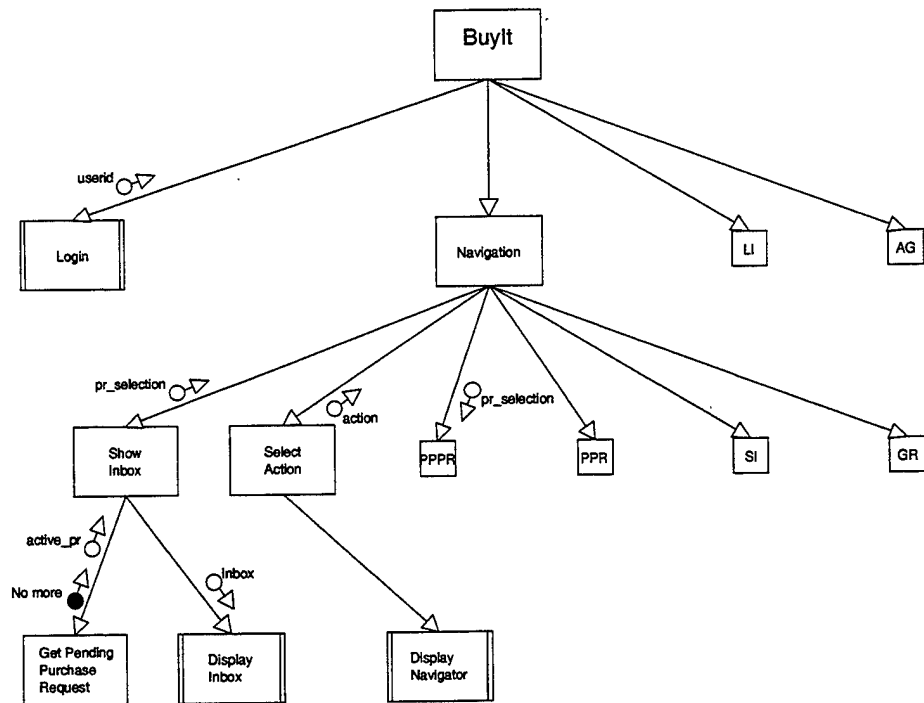 BuyIt
userid
Login
Navigation
LI
AG
pr_selection
action
pr_selection
Show
Inbox
Select
Action
PPPR
PPR
SI
GR
active_pr
No more
inbox
Get Pending
Purchase
Request
Display
Inbox
Display
Navigator